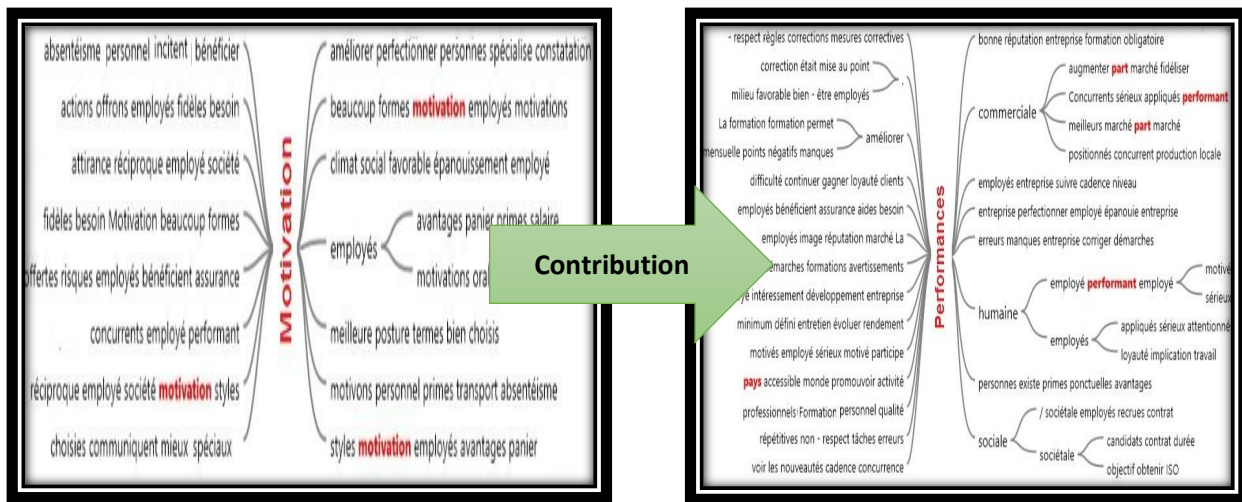 absentéisme personnel incitent bénéficier
actions offrons employés fidèles besoin
attirance réciproque employé société
fidèles besoin Motivation beaucoup formes
offertes risques employés bénéficient assurance
concurrents employé performant
réciproque employé société motivation styles
choisies communiquent mieux spéciaux
Motivation
améliorer perfectionner personnes spécialise constatation
beaucoup formes motivation employés motivations
climat social favorable épanouissement employé
employés
avantages panier primes salaire
motivations
meilleure posture termes bien choisis
motivons personnel primes transport absentéisme
styles motivation employés avantages panier
Contribution
- respect règles corrections mesures correctives
correction était mise au point
milieu favorable bien - être employés
.
La formation formation permet
mensuelle points négatifs manques
améliorer
difficulté continuer gagner loyauté clients
employés bénéficient assurance aides besoin
employés image réputation marché La
formations avertissements
intéressement développement entreprise
minimum défini entretien évoluer rendement
motivés employé sérieux motivé participe
pays accessible monde promouvoir activité
professionnels Formation personnel qualité
répétitives non - respect tâches erreurs
voir les nouveautés cadence concurrence
Performances
bonne réputation entreprise formation obligatoire
commerciale
augmenter part marché fidéliser
Concurrents sérieux appliqués performant
meilleurs marché part marché
positionnés concurrent production locale
employés entreprise suivre cadence niveau
entreprise perfectionner employé épanouie entreprise
erreurs manques entreprise corriger démarches
humaine
employé performant employé
motivé
sérieux
employés
appliqués sérieux attentionné
loyauté implication travail
personnes existe primes ponctuelles avantages
sociale
/ sociétale employés recrues contrat
sociétale
candidats contrat durée
objectif obtenir ISO